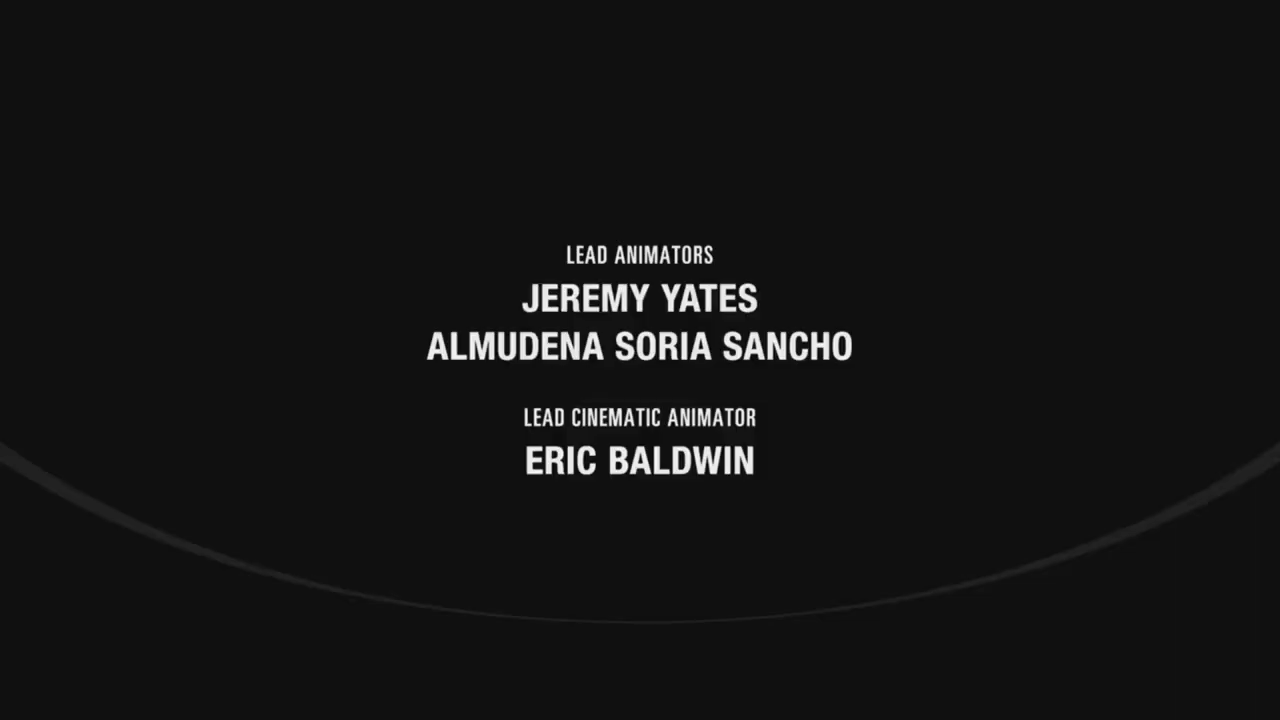 LEAD ANIMATORS
JEREMY YATES
ALMUDENA SORIA SANCHO
LEAD CINEMATIC ANIMATOR
ERIC BALDWIN